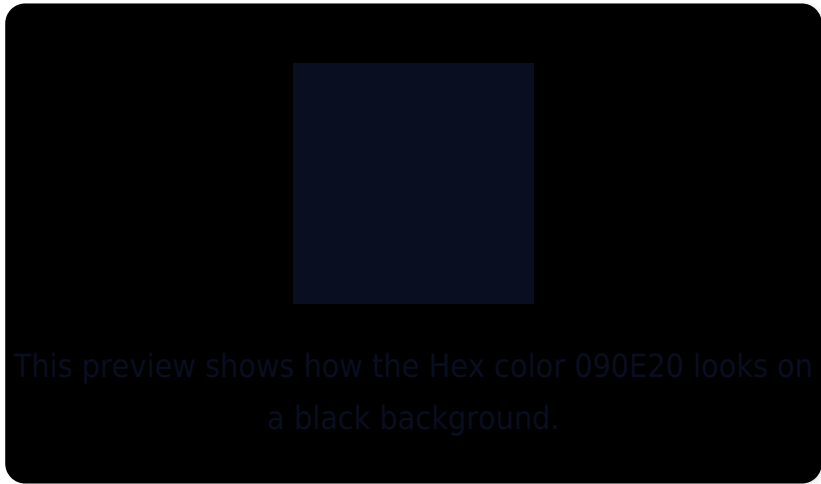 This preview shows how the Hex color 090E20 looks on
a black background.